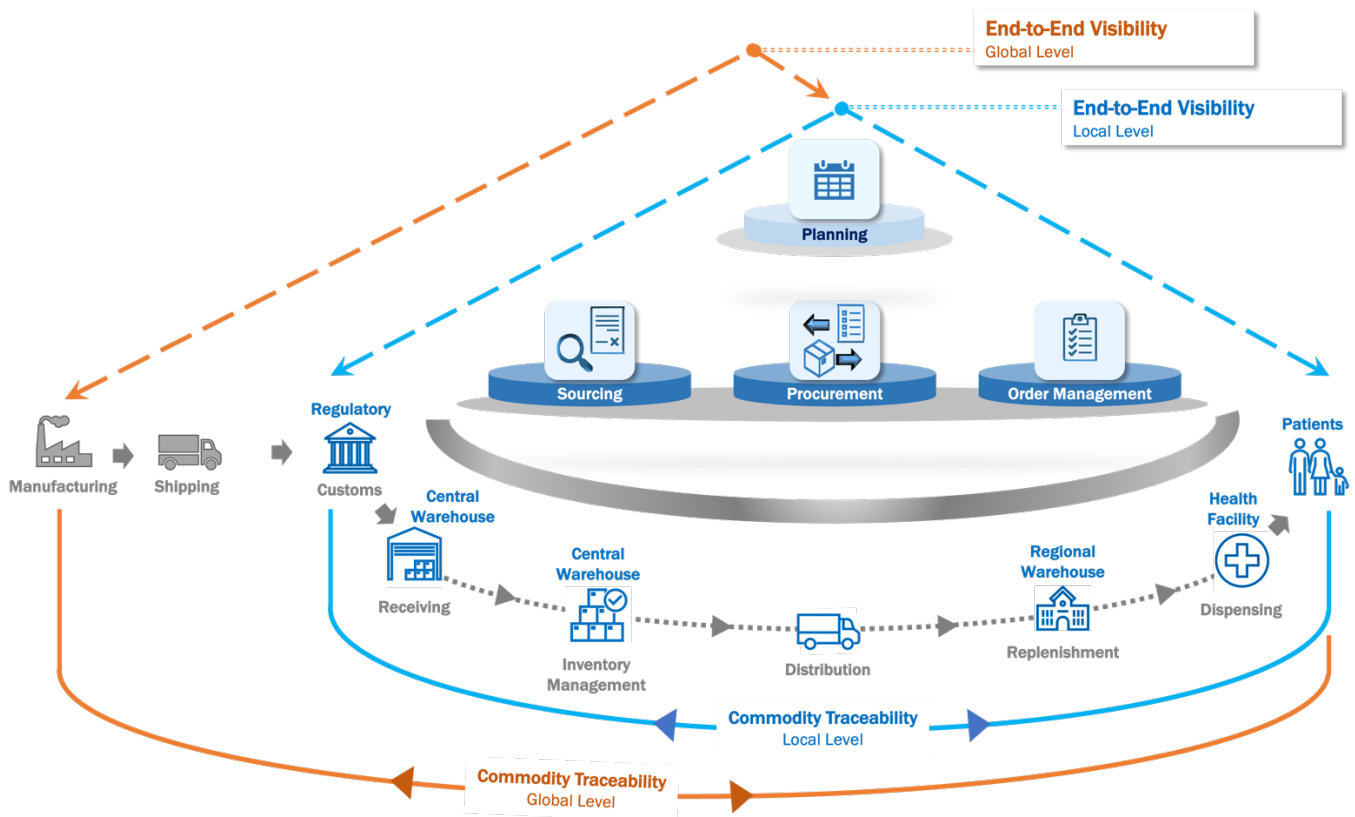 End-to-End Visibility
Global Level
End-to-End Visibility
Local Level
Planning
Sourcing
Procurement
Order Management
Regulatory
Patients
Manufacturing
Shipping
Customs
Central
Warehouse
Health
Facility
Central
Warehouse
Regional
Warehouse
Receiving
Dispensing
Inventory
Management
Distribution
Replenishment
Commodity Traceability
Local Level
Commodity Traceability
Global Level